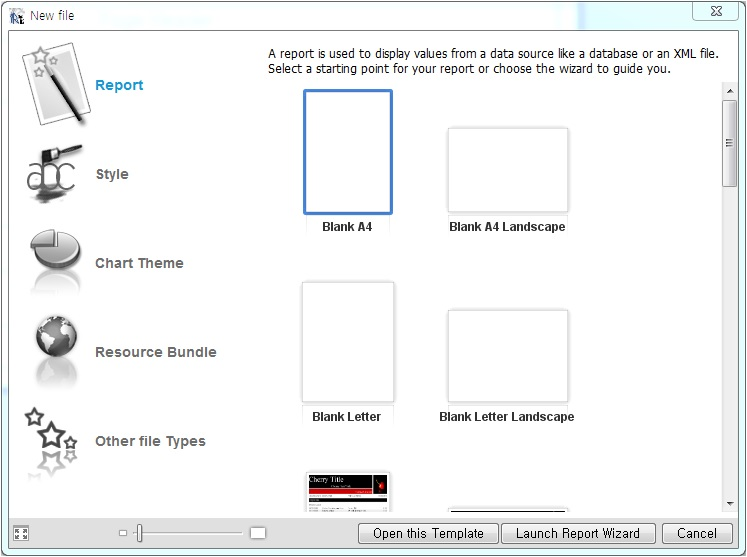 New file
A report is used to display values from a data source like a database or an XML file.
Select a starting point for your report or choose the wizard to guide you.
Report
abc
Style
Chart Theme
Resource Bundle
Other file Types
Blank A4
Blank A4 Landscape
Blank Letter
Blank Letter Landscape
Cherry Title
Open this Template
Launch Report Wizard
Cancel